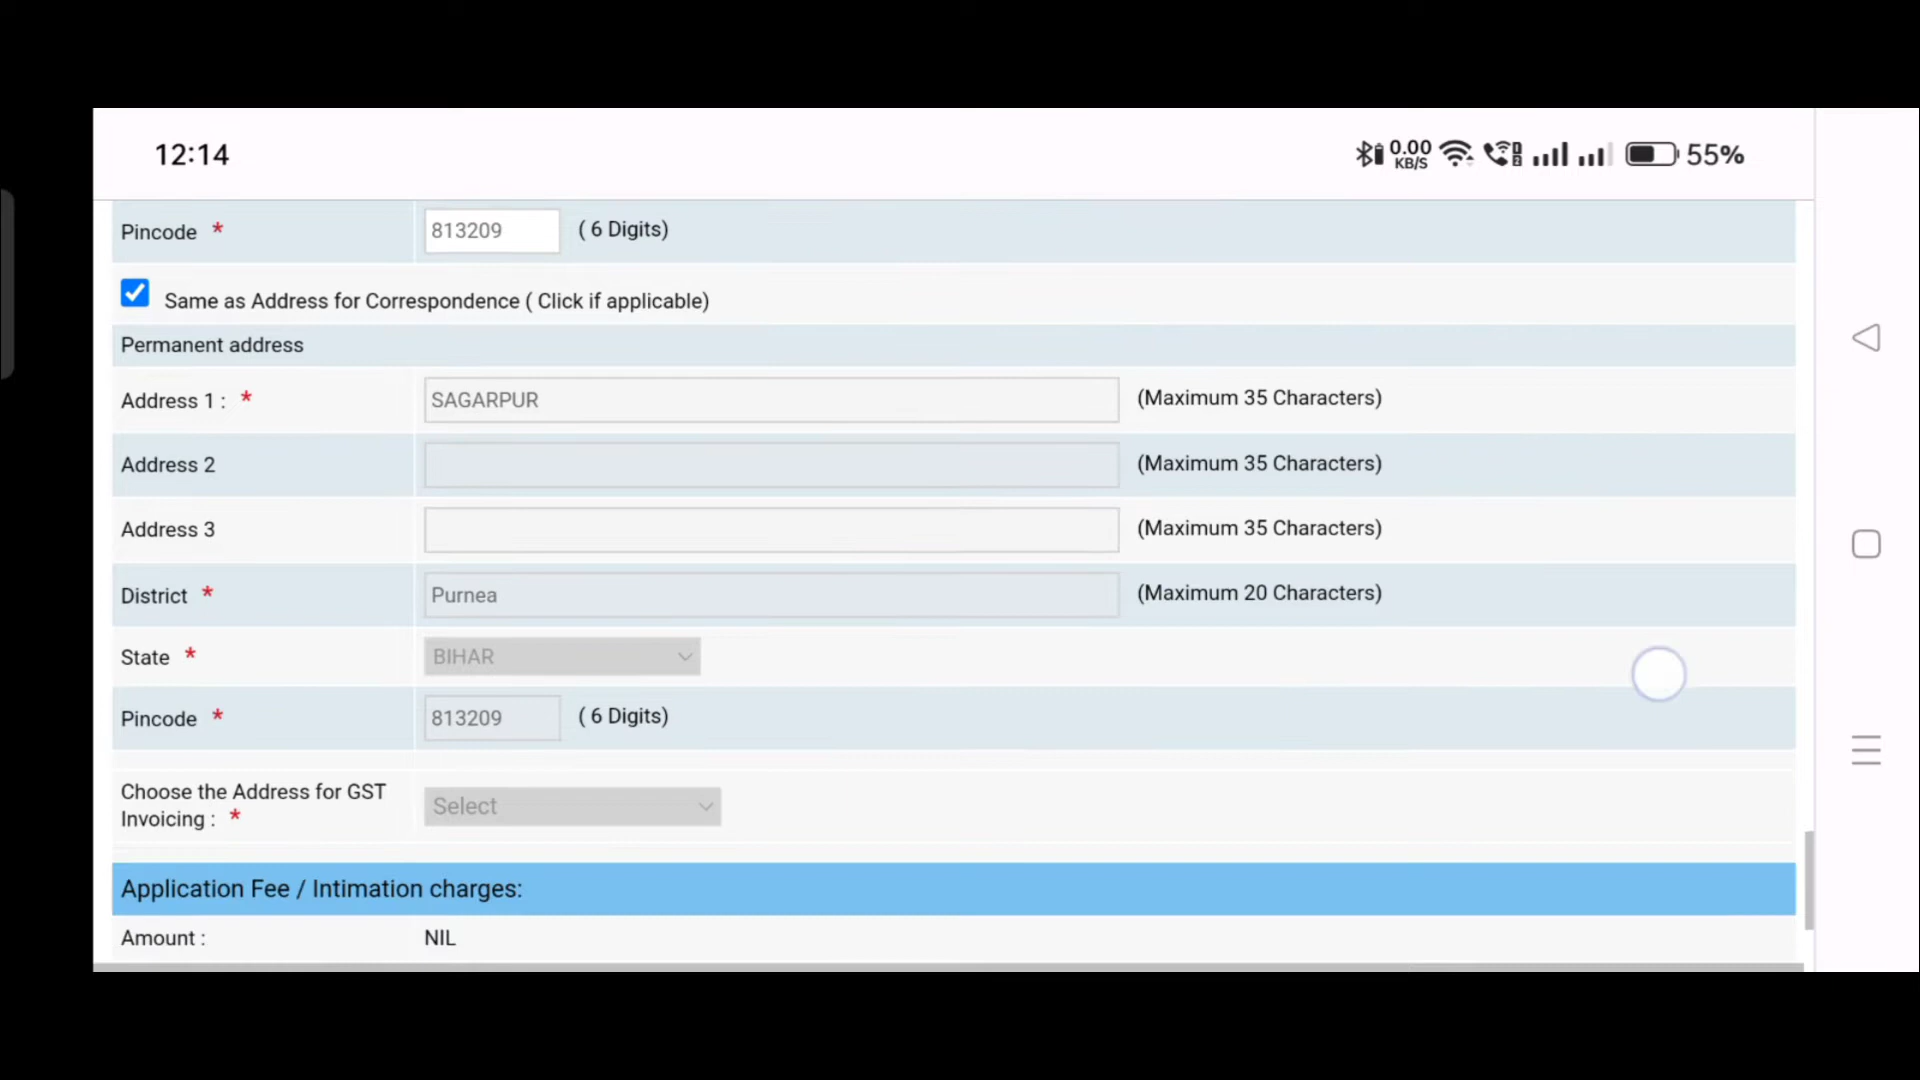 12:14
0.00
KB/S
55%
Pincode * 813209 ( 6 Digits)
Same as Address for Correspondence ( Click if applicable)
Permanent address
Address 1 : * SAGARPUR (Maximum 35 Characters)
Address 2 (Maximum 35 Characters)
Address 3 (Maximum 35 Characters)
District * Purnea (Maximum 20 Characters)
State * BIHAR
Pincode * 813209 ( 6 Digits)
Choose the Address for GST
Invoicing : * Select
Application Fee / Intimation charges:
Amount : NIL